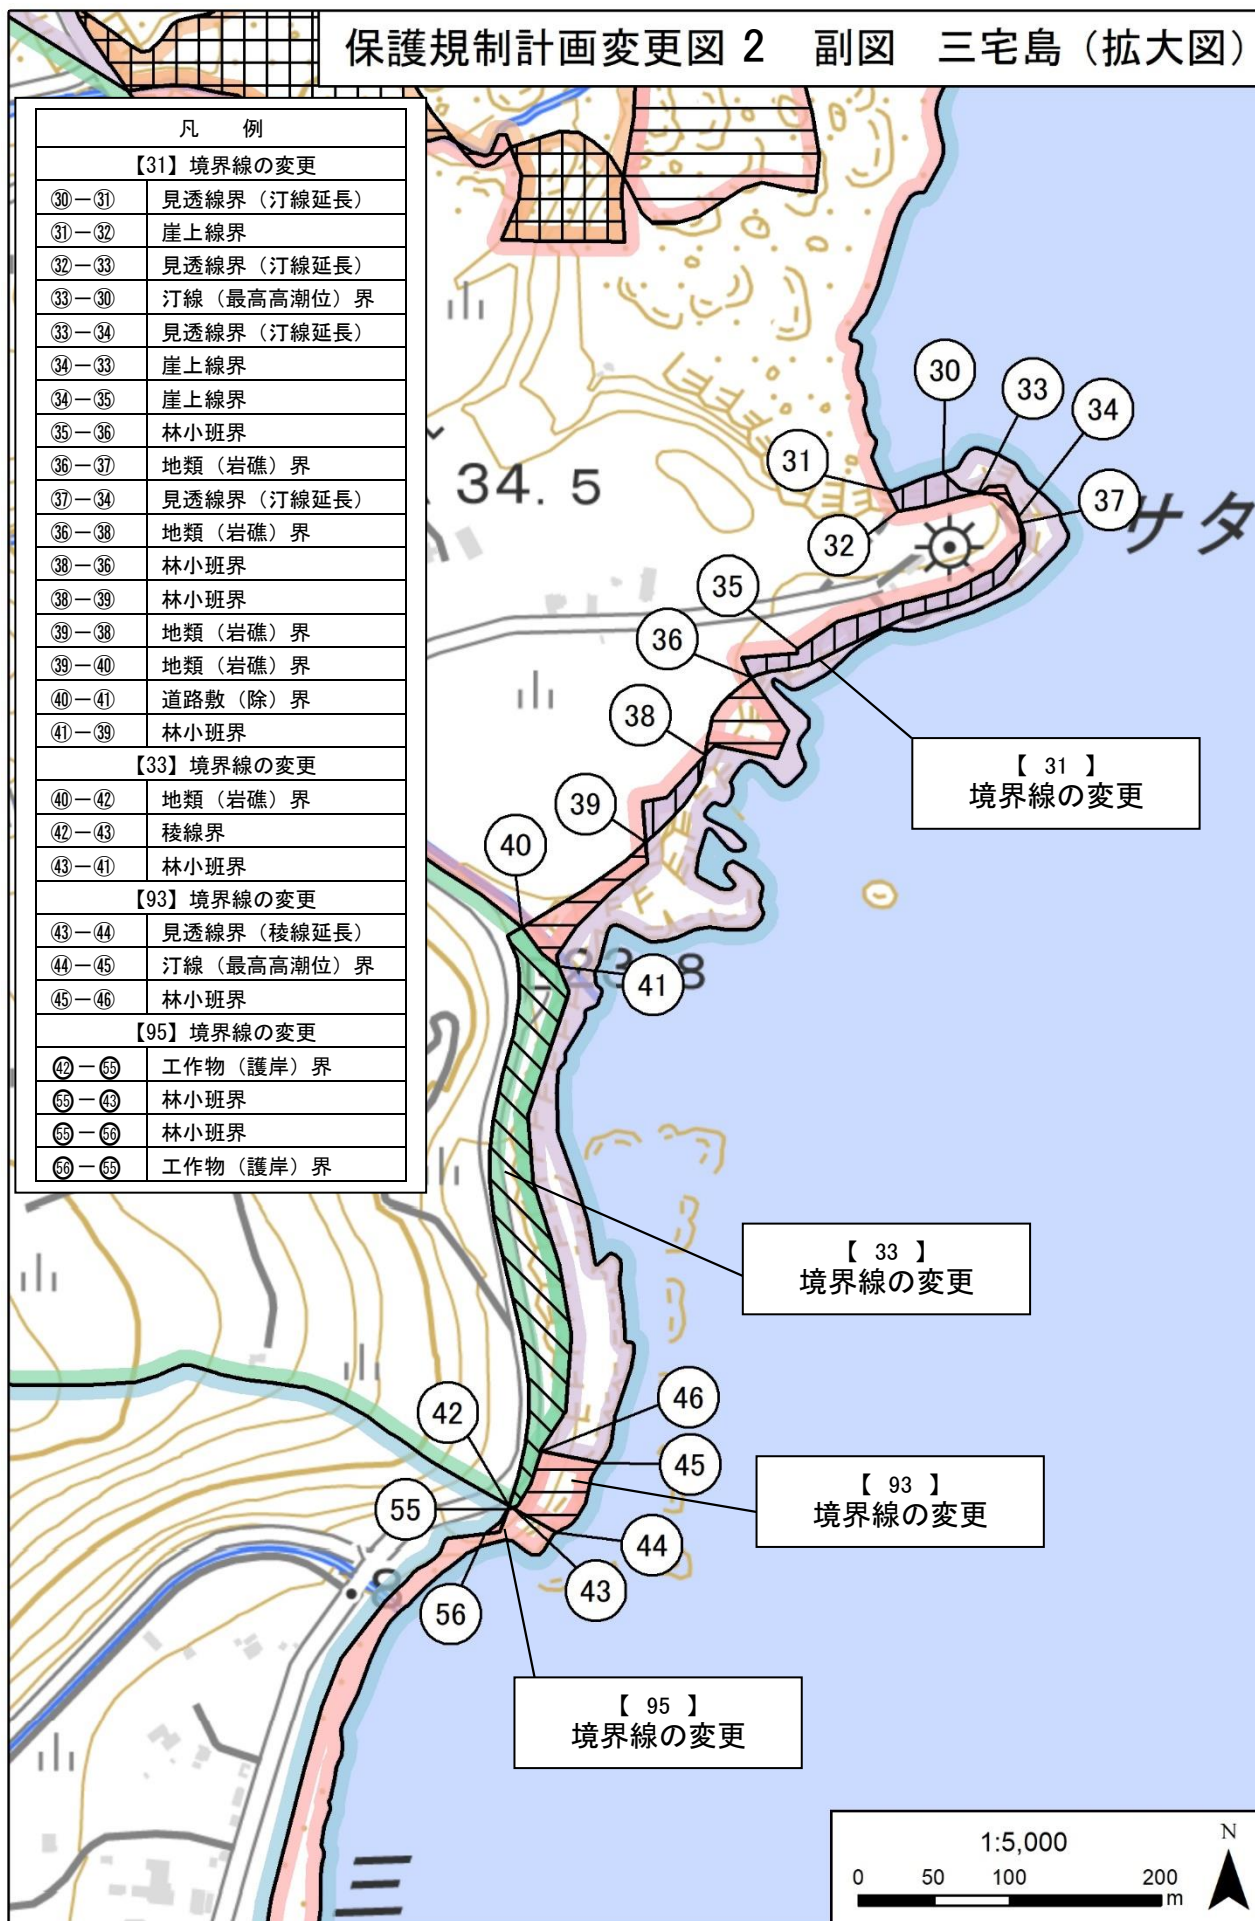 保護規制計画変更図 2　副図　三宅島（拡大図）
凡　例
【31】境界線の変更
㉚－㉛ 見透線界（汀線延長）
㉛－㉜ 崖上線界
㉜－㉝ 見透線界（汀線延長）
㉝－㉚ 汀線（最高高潮位）界
㉝－㉞ 見透線界（汀線延長）
㉞－㉝ 崖上線界
㉞－㉟ 崖上線界
㉟－㊱ 林小班界
㊱－㊲ 地類（岩礁）界
㊲－㉞ 見透線界（汀線延長）
㊱－㊳ 地類（岩礁）界
㊳－㊱ 林小班界
㊳－㊴ 林小班界
㊴－㊳ 地類（岩礁）界
㊴－㊵ 地類（岩礁）界
㊵－㊶ 道路敷（除）界
㊶－㊴ 林小班界
【33】境界線の変更
㊵－㊷ 地類（岩礁）界
㊷－㊸ 稜線界
㊸－㊶ 林小班界
【93】境界線の変更
㊸－㊹ 見透線界（稜線延長）
㊹－㊺ 汀線（最高高潮位）界
㊺－㊻ 林小班界
【95】境界線の変更
㊷－55 工作物（護岸）界
55－㊸ 林小班界
55－56 林小班界
56－55 工作物（護岸）界
30
33
34
31
34.5
37
サタ
32
35
36
38
【 31 】
境界線の変更
39
40
41
8
【 33 】
境界線の変更
46
42
45
【 93 】
境界線の変更
55
44
43
8
56
【 95 】
境界線の変更
三
1:5,000
N
0 50 100 200
m